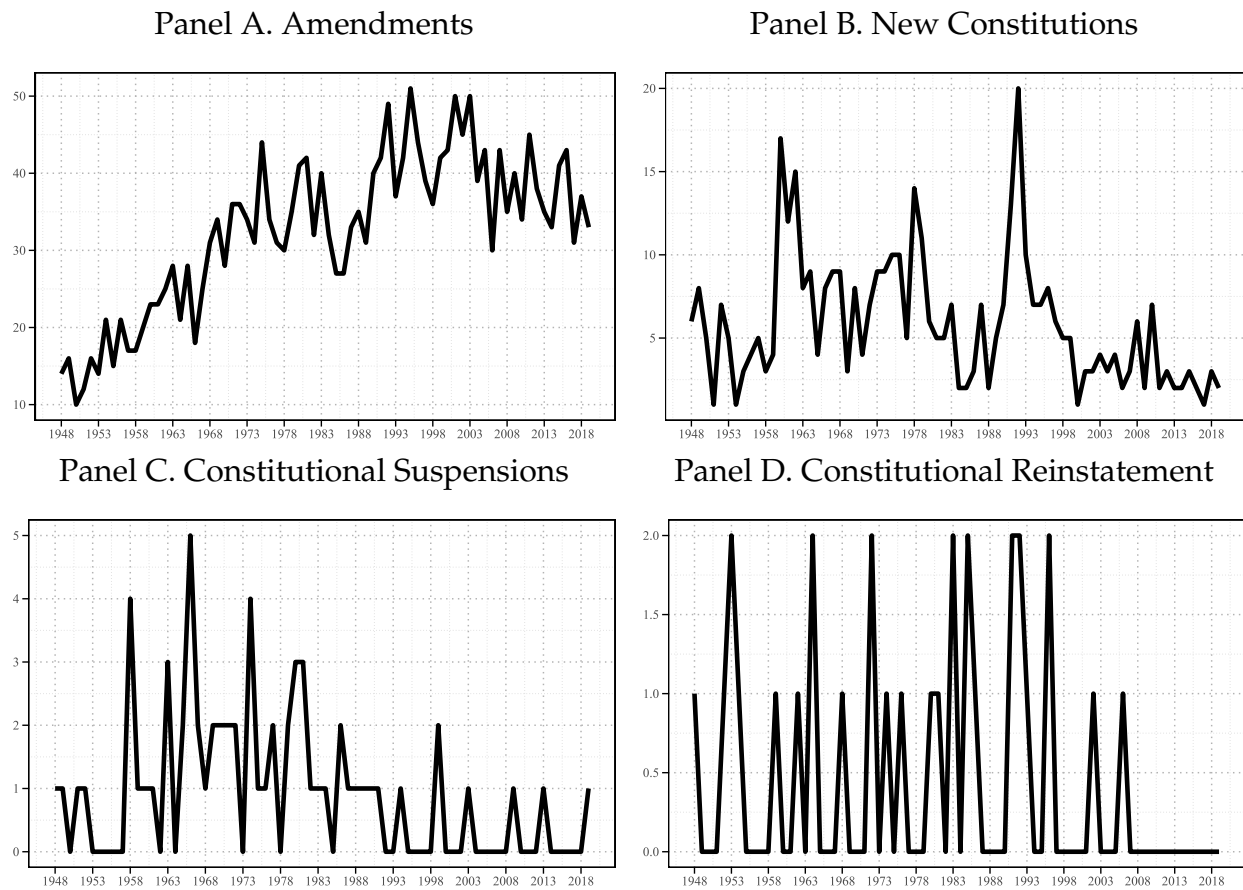 Panel A. Amendments
50
40
30
20
10
1948 1953 1958 1963 1968 1973 1978 1983 1988 1993 1998 2003 2008 2013 2018
Panel B. New Constitutions
20
15
10
5
1948 1953 1958 1963 1968 1973 1978 1983 1988 1993 1998 2003 2008 2013 2018
Panel C. Constitutional Suspensions
5
4
3
2
1
0
1948 1953 1958 1963 1968 1973 1978 1983 1988 1993 1998 2003 2008 2013 2018
Panel D. Constitutional Reinstatement
2.0
1.5
1.0
0.5
0.0
1948 1953 1958 1963 1968 1973 1978 1983 1988 1993 1998 2003 2008 2013 2018